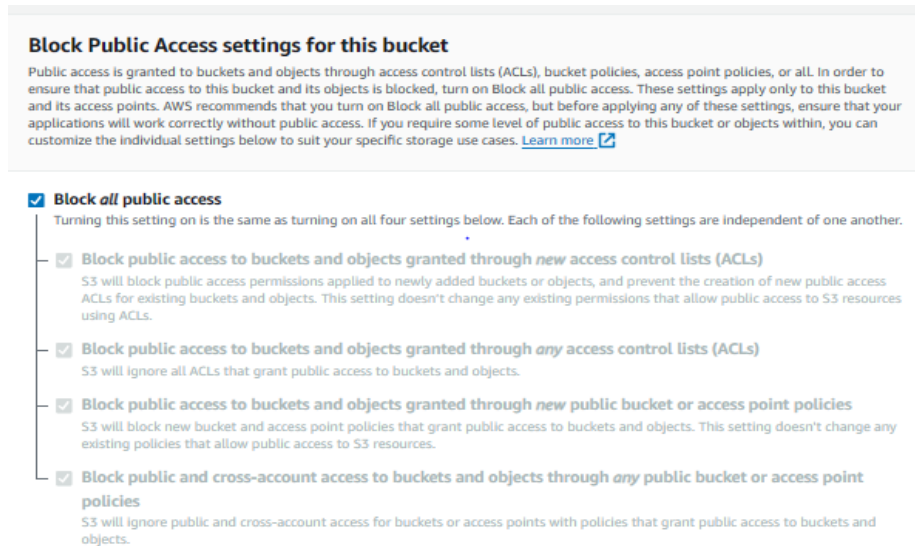 Block Public Access settings for this bucket
Public access is granted to buckets and objects through access control lists (ACLs), bucket policies, access point policies, or all. In order to
ensure that public access to this bucket and its objects is blocked, turn on Block all public access. These settings apply only to this bucket
and its access points. AWS recommends that you turn on Block all public access, but before applying any of these settings, ensure that your
applications will work correctly without public access. If you require some level of public access to this bucket or objects within, you can
customize the individual settings below to suit your specific storage use cases. Learn more
Block all public access
Turning this setting on is the same as turning on all four settings below. Each of the following settings are independent of one another.
Block public access to buckets and objects granted through new access control lists (ACLs)
S3 will block public access permissions applied to newly added buckets or objects, and prevent the creation of new public access
ACLs for existing buckets and objects. This setting doesn't change any existing permissions that allow public access to S3 resources
using ACLs.
Block public access to buckets and objects granted through any access control lists (ACLs)
S3 will ignore all ACLs that grant public access to buckets and objects.
Block public access to buckets and objects granted through new public bucket or access point policies
S3 will block new bucket and access point policies that grant public access to buckets and objects. This setting doesn't change any
existing policies that allow public access to S3 resources.
Block public and cross-account access to buckets and objects through any public bucket or access point
policies
S3 will ignore public and cross-account access for buckets or access points with policies that grant public access to buckets and
objects.